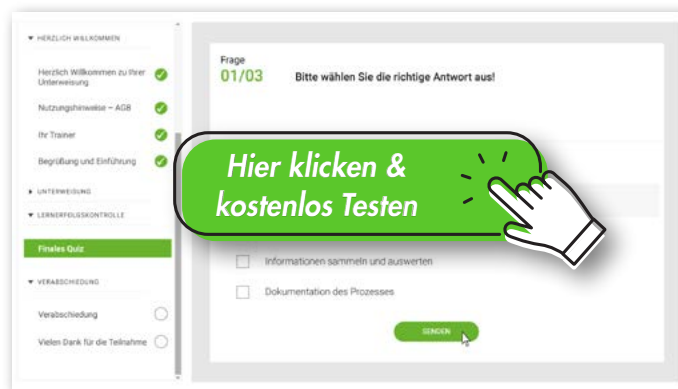 HERZLICH WILLKOMMEN
Herzlich Willkommen zu Ihrer
Unterweisung
Nutzungshinweise – AGB
Ihr Trainer
Begrüßung und Einführung
UNTERWEISUNG
LERNERFOLGSKONTROLLE
Finales Quiz
VERABSCHIEDUNG
Verabschiedung
Vielen Dank für die Teilnahme
Frage
01/03
Bitte wählen Sie die richtige Antwort aus!
Hier klicken &
kostenlos Testen
Informationen sammeln und auswerten
Dokumentation des Prozesses
SENDEN